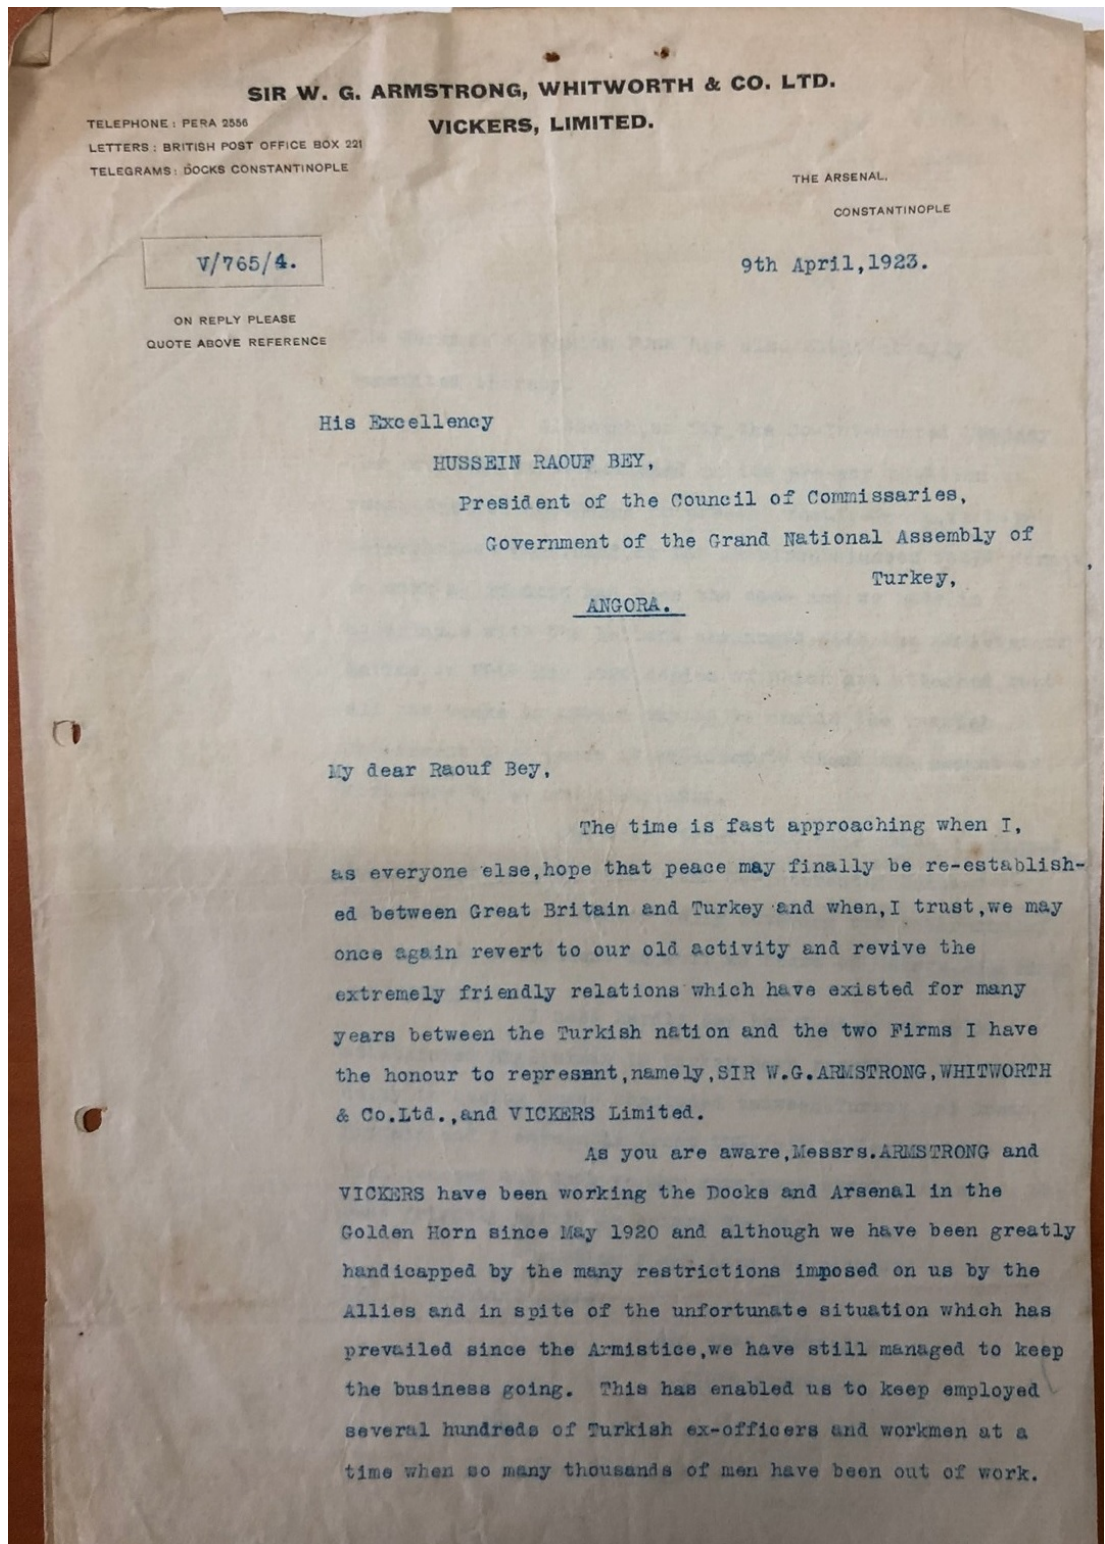 SIR W. G. ARMSTRONG, WHITWORTH & CO. LTD.
VICKERS, LIMITED.
TELEPHONE: PERA 2556
LETTERS: BRITISH POST OFFICE BOX 221
TELEGRAMS: DOCKS CONSTANTINOPLE
THE ARSENAL,
CONSTANTINOPLE
V/765/4.
9th April,1923.
ON REPLY PLEASE
QUOTE ABOVE REFERENCE
His Excellency
HUSSEIN RAOUF BEY,
President of the Council of Commissaries,
Government of the Grand National Assembly of
Turkey,
ANGORA.
My dear Raouf Bey,
The time is fast approaching when I,
as everyone else,hope that peace may finally be re-establish-
ed between Great Britain and Turkey and when,I trust,we may
once again revert to our old activity and revive the
extremely friendly relations which have existed for many
years between the Turkish nation and the two Firms I have
the honour to represant,namely,SIR W.G.ARMSTRONG,WHITWORTH
& Co.Ltd.,and VICKERS Limited.
As you are aware,Messrs.ARMSTRONG and
VICKERS have been working the Docks and Arsenal in the
Golden Horn since May 1920 and although we have been greatly
handicapped by the many restrictions imposed on us by the
Allies and in spite of the unfortunate situation which has
prevailed since the Armistice,we have still managed to keep
the business going. This has enabled us to keep employed
several hundreds of Turkish ex-officers and workmen at a
time when so many thousands of men have been out of work.